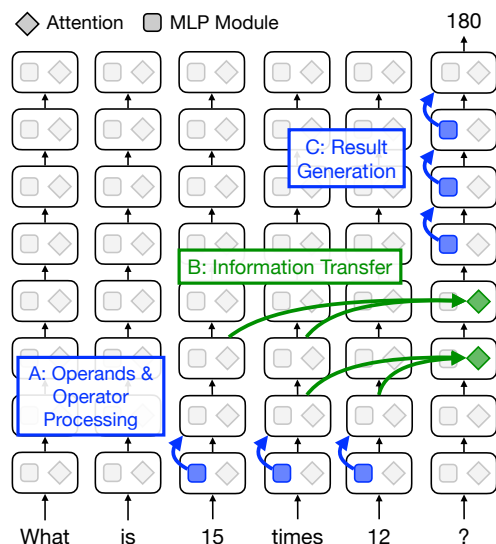 Attention MLP Module
180
C: Result
Generation
B: Information Transfer
A: Operands &
Operator
Processing
What is 15 times 12 ?